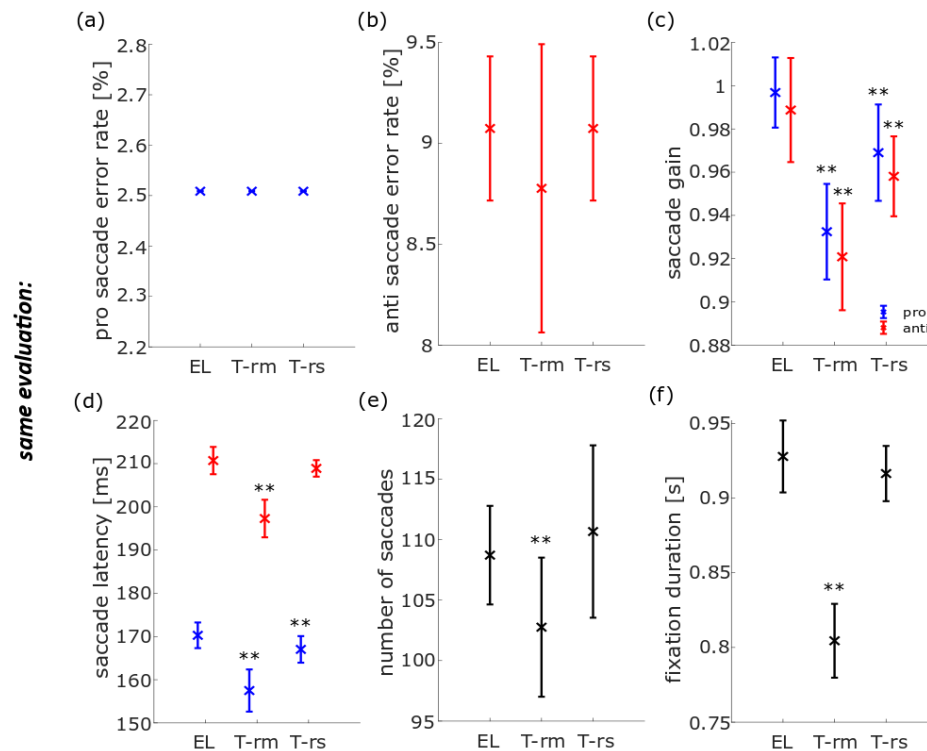 same evaluation:
(a)
pro saccade error rate [%]
2.8
2.7
2.6
2.5
2.4
2.3
2.2
EL T-rm T-rs
(b)
anti saccade error rate [%]
9.5
9
8.5
8
EL T-rm T-rs
(c)
saccade gain
1.02
1
0.98
0.96
0.94
0.92
0.9
0.88
**
**
**
**
pro
anti
EL T-rm T-rs
(d)
saccade latency [ms]
220
210
200
190
180
170
160
150
**
**
**
EL T-rm T-rs
(e)
number of saccades
120
115
110
105
100
95
**
EL T-rm T-rs
(f)
fixation duration [s]
0.95
0.9
0.85
0.8
0.75
**
EL T-rm T-rs